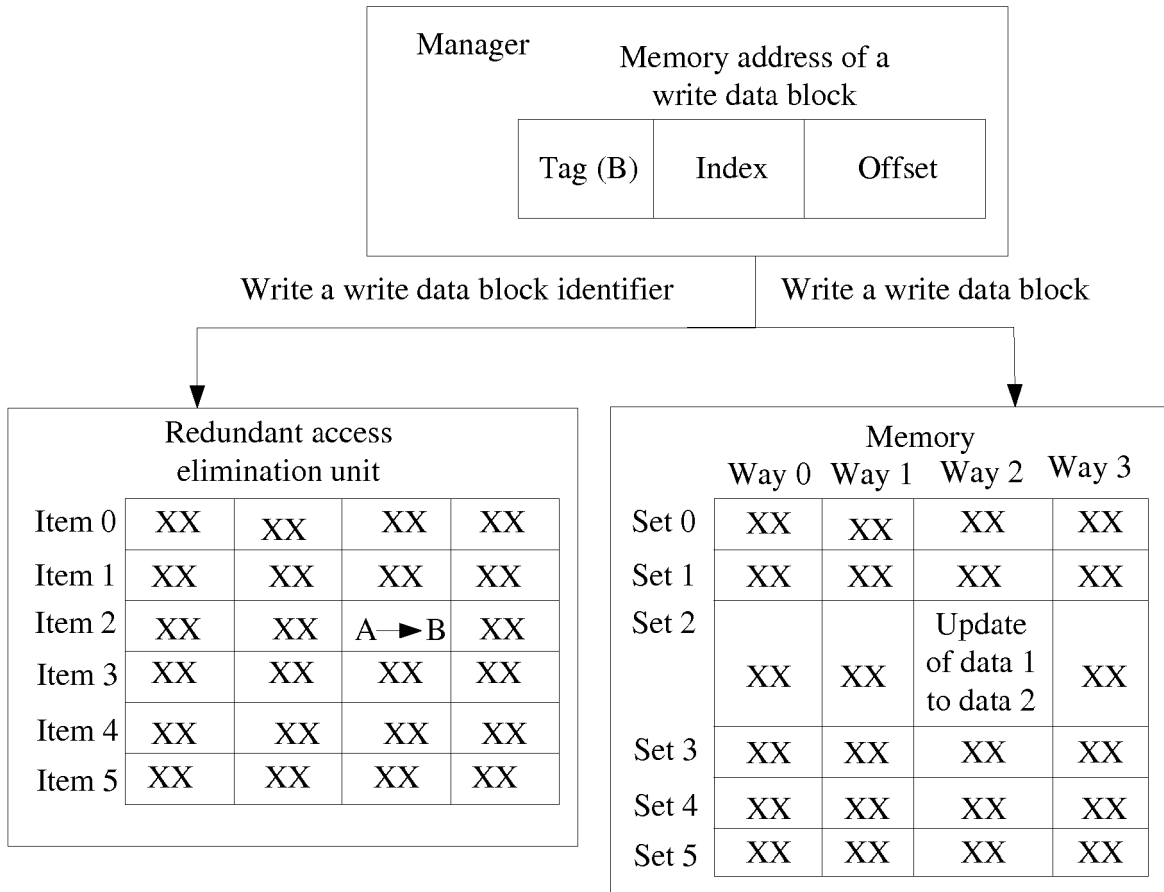 Manager
Memory address of a
write data block
Tag (B) Index Offset
Write a write data block identifier
Write a write data block
Redundant access
elimination unit
Item 0 XX XX XX XX
Item 1 XX XX XX XX
Item 2 XX XX A B XX
Item 3 XX XX XX XX
Item 4 XX XX XX XX
Item 5 XX XX XX XX
Memory
Way 0 Way 1 Way 2 Way 3
Set 0 XX XX XX XX
Set 1 XX XX XX XX
Set 2 XX XX Update
of data 1
to data 2 XX
Set 3 XX XX XX XX
Set 4 XX XX XX XX
Set 5 XX XX XX XX